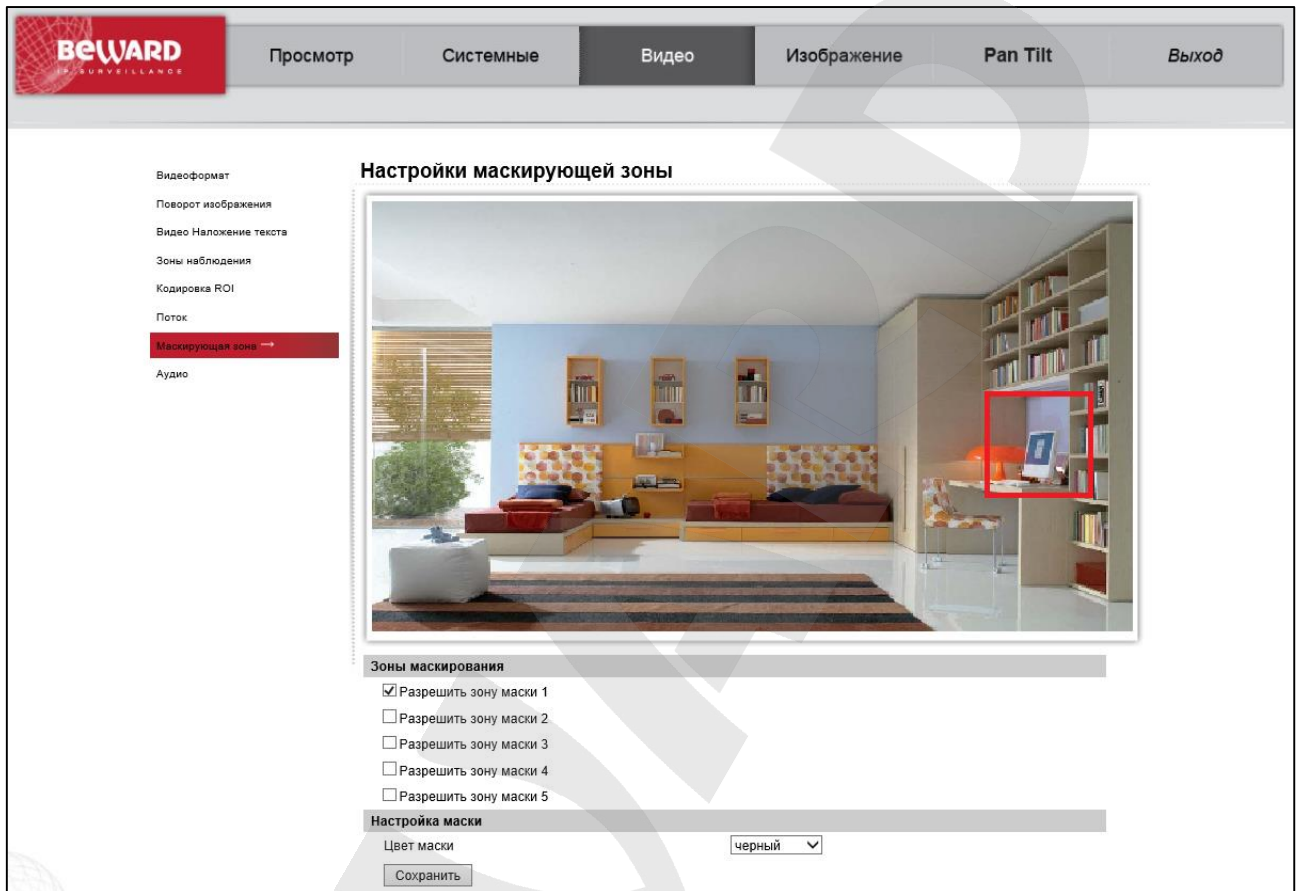 BEWARD
IP SURVEILLANCE
Просмотр
Системные
Видео
Изображение
Pan Tilt
Выход
Видеоформат
Поворот изображения
Видео Наложение текста
Зоны наблюдения
Кодировка ROI
Поток
Маскирующая зона →
Аудио
Настройки маскирующей зоны
Зоны маскирования
Разрешить зону маски 1
Разрешить зону маски 2
Разрешить зону маски 3
Разрешить зону маски 4
Разрешить зону маски 5
Настройка маски
Цвет маски черный
Сохранить